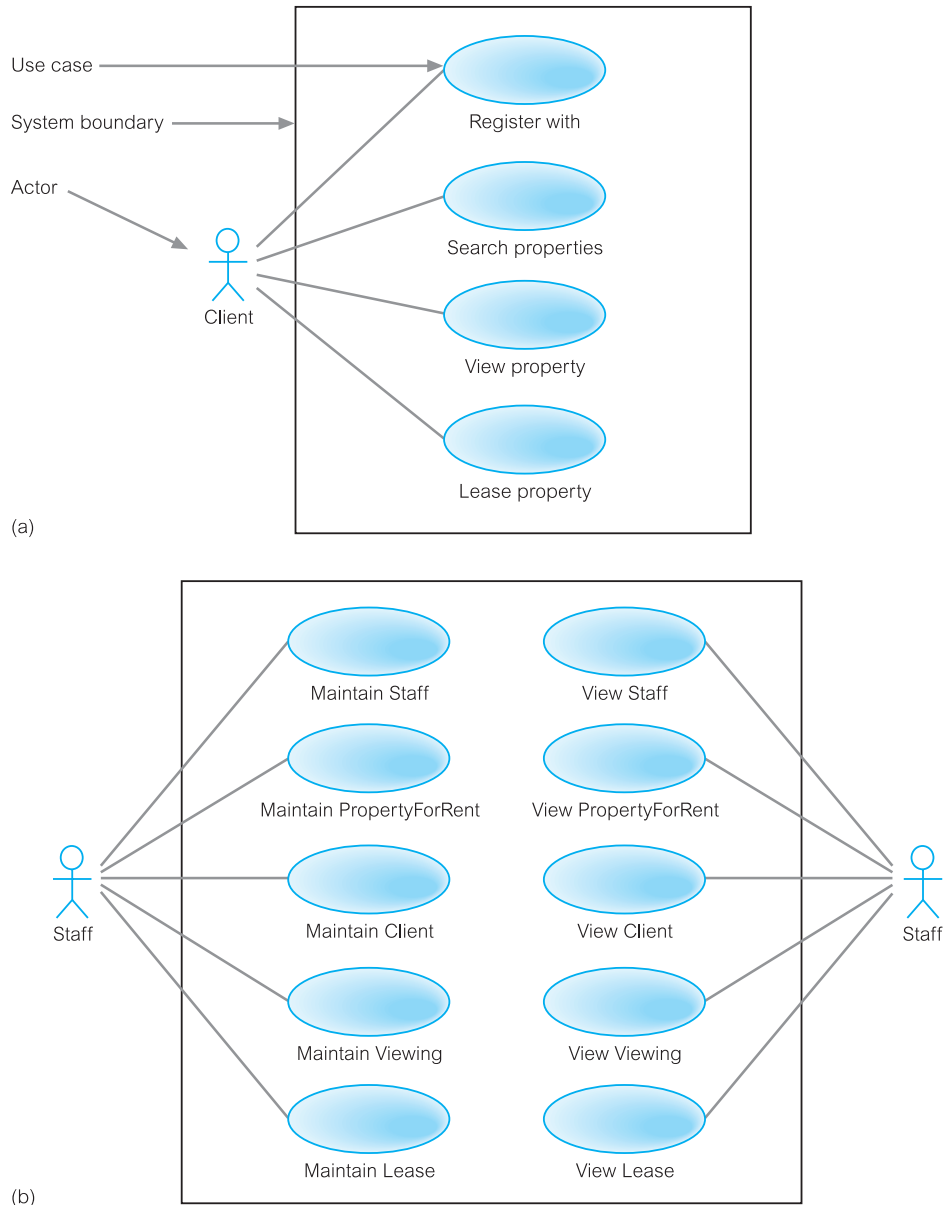 Use case
Register with
System boundary
Actor
Search properties
Client
View property
Lease property
(a)
Maintain Staff
View Staff
Maintain PropertyForRent
View PropertyForRent
Staff
Maintain Client
View Client
Staff
Maintain Viewing
View Viewing
Maintain Lease
View Lease
(b)